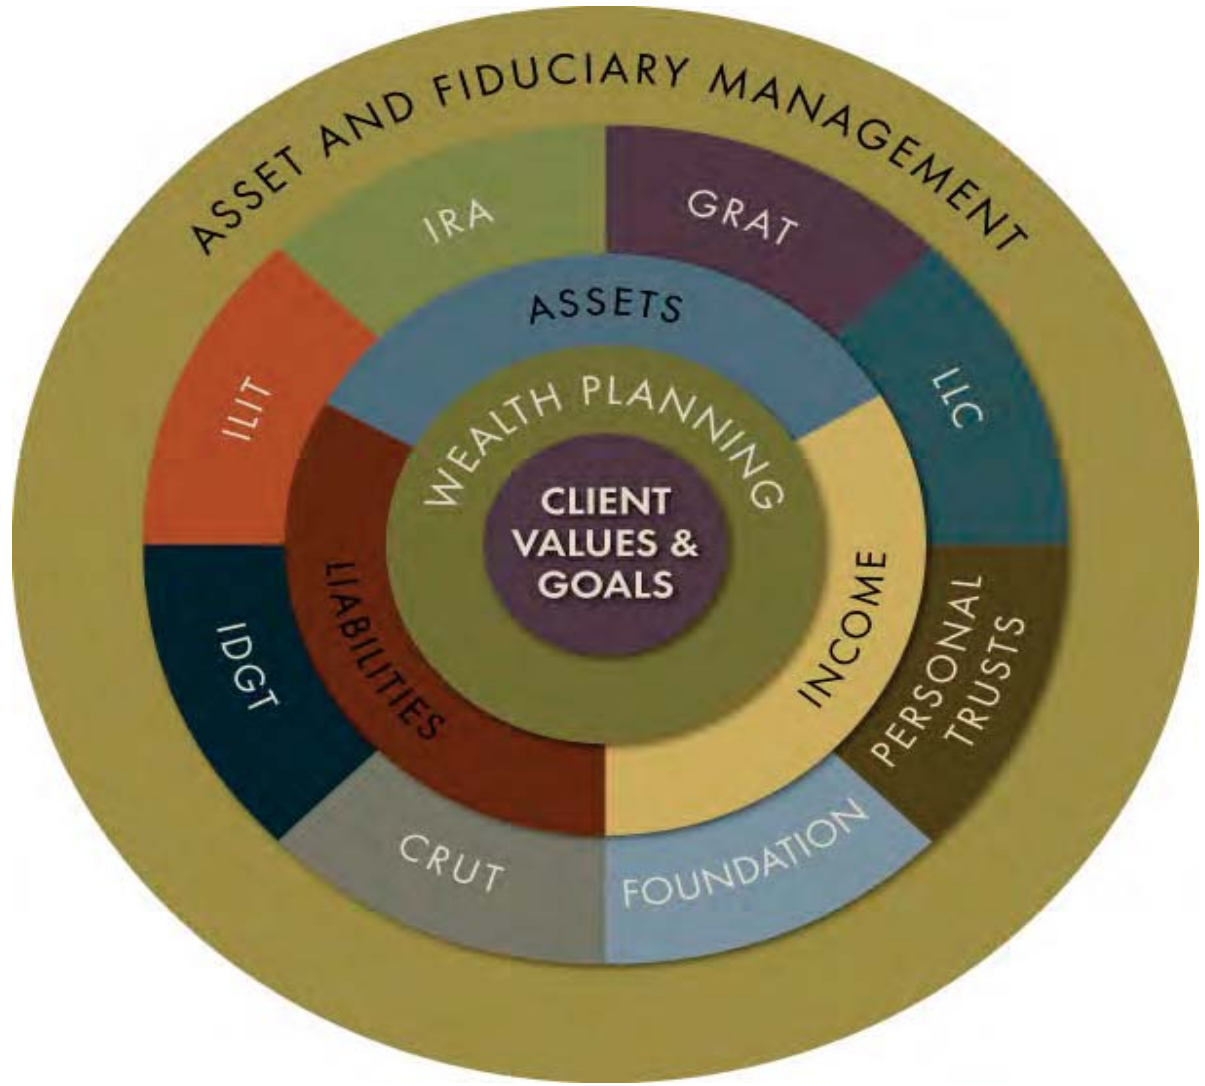 ASSET AND FIDUCIARY MANAGEMENT
IRA
GRAT
ILIT
LLC
IDGT
PERSONAL
TRUSTS
CRUT
FOUNDATION
ASSETS
LIABILITIES
INCOME
WEALTH PLANNING
CLIENT
VALUES &
GOALS